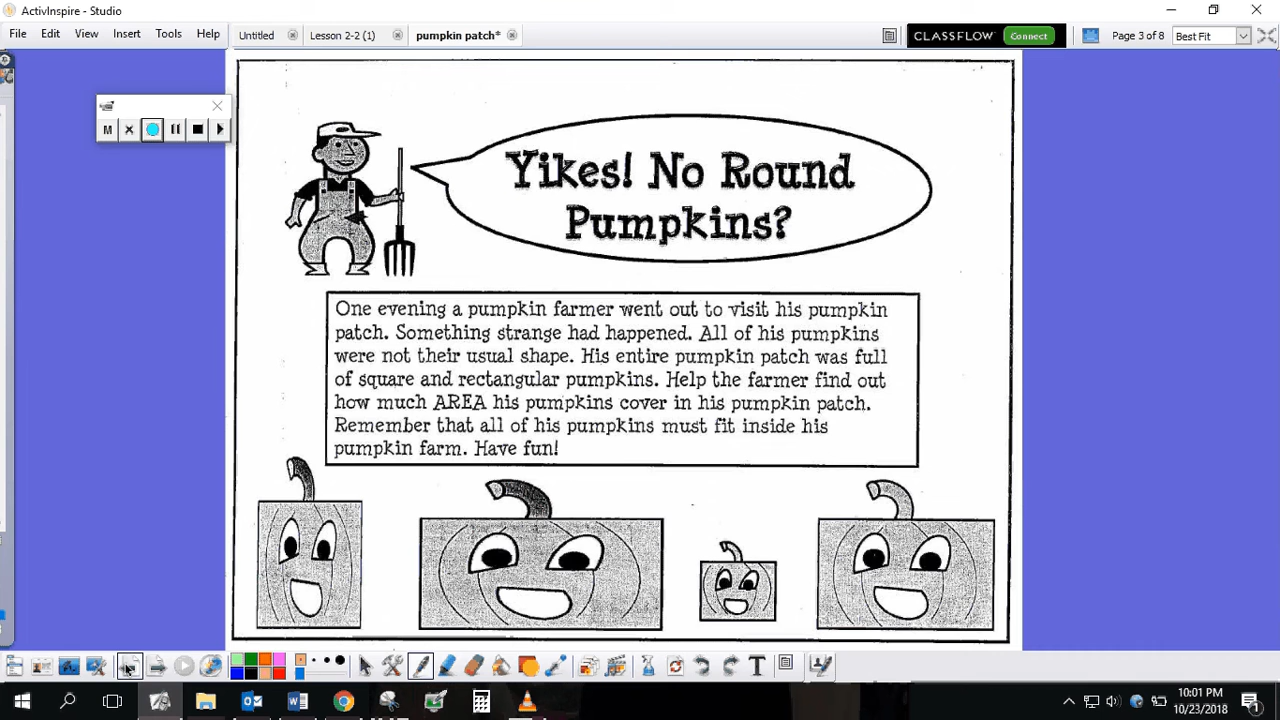 ActivInspire - Studio
File Edit View Insert Tools Help
Untitled Lesson 2-2 (1) pumpkin patch*
CLASSFLOW Connect Page 3 of 8 Best Fit
M
Yikes! No Round
Pumpkins?
One evening a pumpkin farmer went out to visit his pumpkin
patch. Something strange had happened. All of his pumpkins
were not their usual shape. His entire pumpkin patch was full
of square and rectangular pumpkins. Help the farmer find out
how much AREA his pumpkins cover in his pumpkin patch.
Remember that all of his pumpkins must fit inside his
pumpkin farm. Have fun!
T
10:01 PM
10/23/2018
1